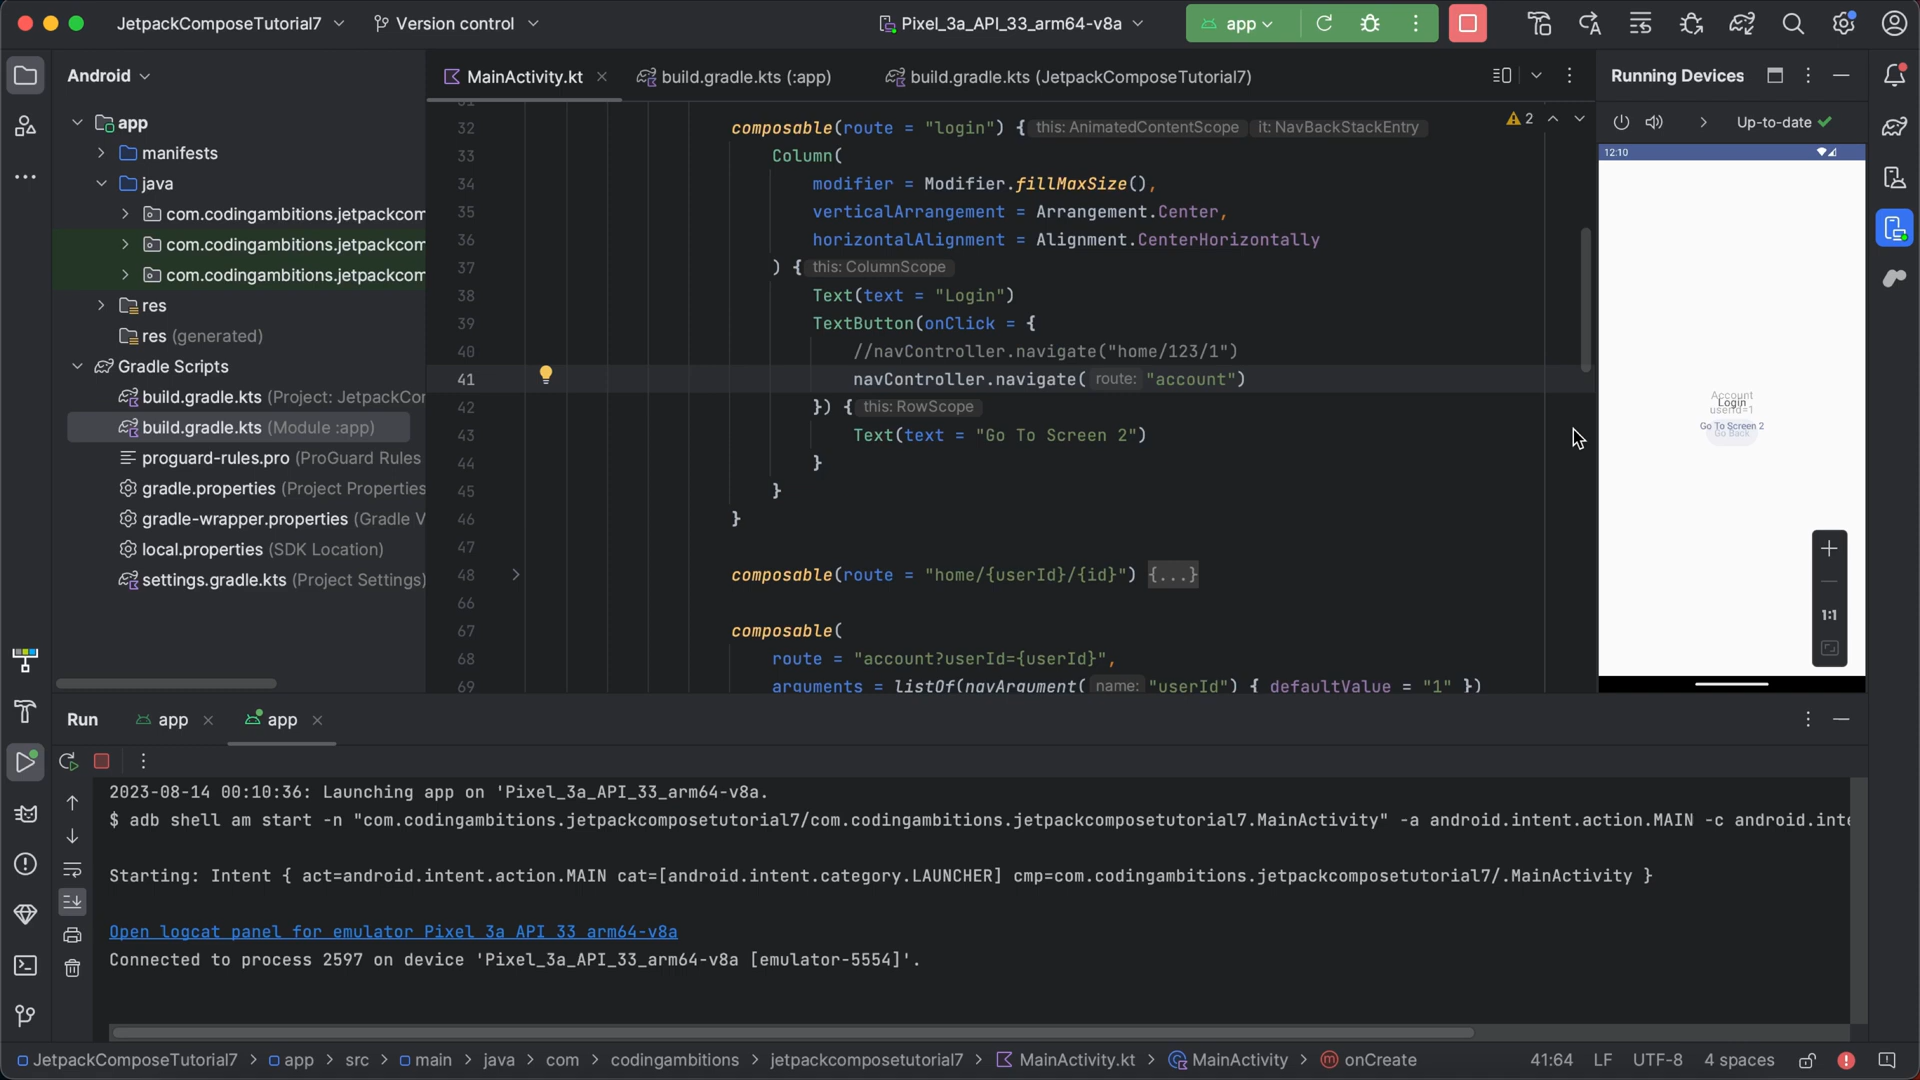 JetpackComposeTutorial7
Version control
Pixel_3a_API_33_arm64-v8a
app
Android
MainActivity.kt
build.gradle.kts (:app)
build.gradle.kts (JetpackComposeTutorial7)
Running Devices
Up-to-date
app
manifests
java
com.codingambitions.jetpackcom
com.codingambitions.jetpackcom
com.codingambitions.jetpackcom
res
res (generated)
Gradle Scripts
build.gradle.kts (Project: JetpackCor
build.gradle.kts (Module :app)
proguard-rules.pro (ProGuard Rules
gradle.properties (Project Properties
gradle-wrapper.properties (Gradle V
local.properties (SDK Location)
settings.gradle.kts (Project Settings)
31
32 composable(route = "login") { this: AnimatedContentScope it: NavBackStackEntry
33 Column(
34 modifier = Modifier.fillMaxSize(),
35 verticalArrangement = Arrangement.Center,
36 horizontalAlignment = Alignment.CenterHorizontally
37 ) { this: ColumnScope
38 Text(text = "Login")
39 TextButton(onClick = {
40 //navController.navigate("home/123/1")
41 navController.navigate( route: "account")
42 }) { this: RowScope
43 Text(text = "Go To Screen 2")
44 }
45 }
46 }
47
48 composable(route = "home/{userId}/{id}") {...}
66
67 composable(
68 route = "account?userId={userId}",
69 arguments = listOf(navArgument( name: "userId") { defaultValue = "1" })
2
12:10
Account
Login
userid=1
Go To Screen 2
Go Back
1:1
Run
app
app
2023-08-14 00:10:36: Launching app on 'Pixel_3a_API_33_arm64-v8a.
$ adb shell am start -n "com.codingambitions.jetpackcomposetutorial7/com.codingambitions.jetpackcomposetutorial7.MainActivity" -a android.intent.action.MAIN -c android.inte
Starting: Intent { act=android.intent.action.MAIN cat=[android.intent.category.LAUNCHER] cmp=com.codingambitions.jetpackcomposetutorial7/.MainActivity }
Open logcat panel for emulator Pixel 3a API 33 arm64-v8a
Connected to process 2597 on device 'Pixel_3a_API_33_arm64-v8a [emulator-5554]'.
JetpackComposeTutorial7 > app > src > main > java > com > codingambitions > jetpackcomposetutorial7 > MainActivity.kt > MainActivity > onCreate
41:64 LF UTF-8 4 spaces